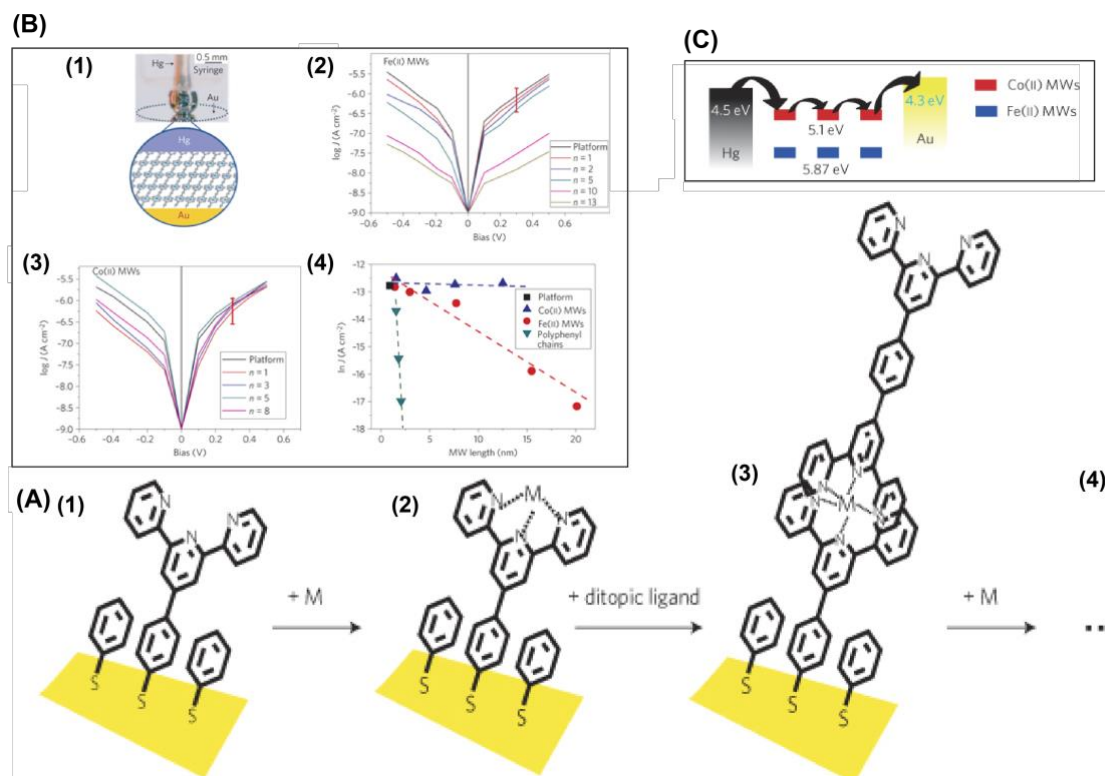 (B)
(1)
Hg
0.5 mm
Syringe
Au
Hg
Au
(2)
Fe(II) MWs
log J (A cm⁻²)
-5.0
-5.5
-6.0
-6.5
-7.0
-7.5
-8.0
-8.5
-9.0
Platform
n = 1
n = 2
n = 5
n = 10
n = 13
-0.6 -0.4 -0.2 0 0.2 0.4 0.6
Bias (V)
(C)
4.5 eV
Hg
5.1 eV
5.87 eV
4.3 eV
Au
Co(II) MWs
Fe(II) MWs
(3)
Co(II) MWs
log J (A cm⁻²)
-5.5
-6.0
-6.5
-7.0
-7.5
-8.0
-8.5
-9.0
Platform
n = 1
n = 3
n = 5
n = 8
-0.6 -0.4 -0.2 0 0.2 0.4 0.6
Bias (V)
(4)
ln J (A cm⁻²)
-12
-13
-14
-15
-16
-17
-18
Platform
Co(II) MWs
Fe(II) MWs
Polyphenyl
chains
0 5 10 15 20
MW length (nm)
(A)
(1)
N
N
N
S
S
S
+ M
(2)
M
N
N
N
S
S
S
+ ditopic ligand
(3)
N
N
N
N
N
M
N
N
N
S
S
S
+ M
(4)
..